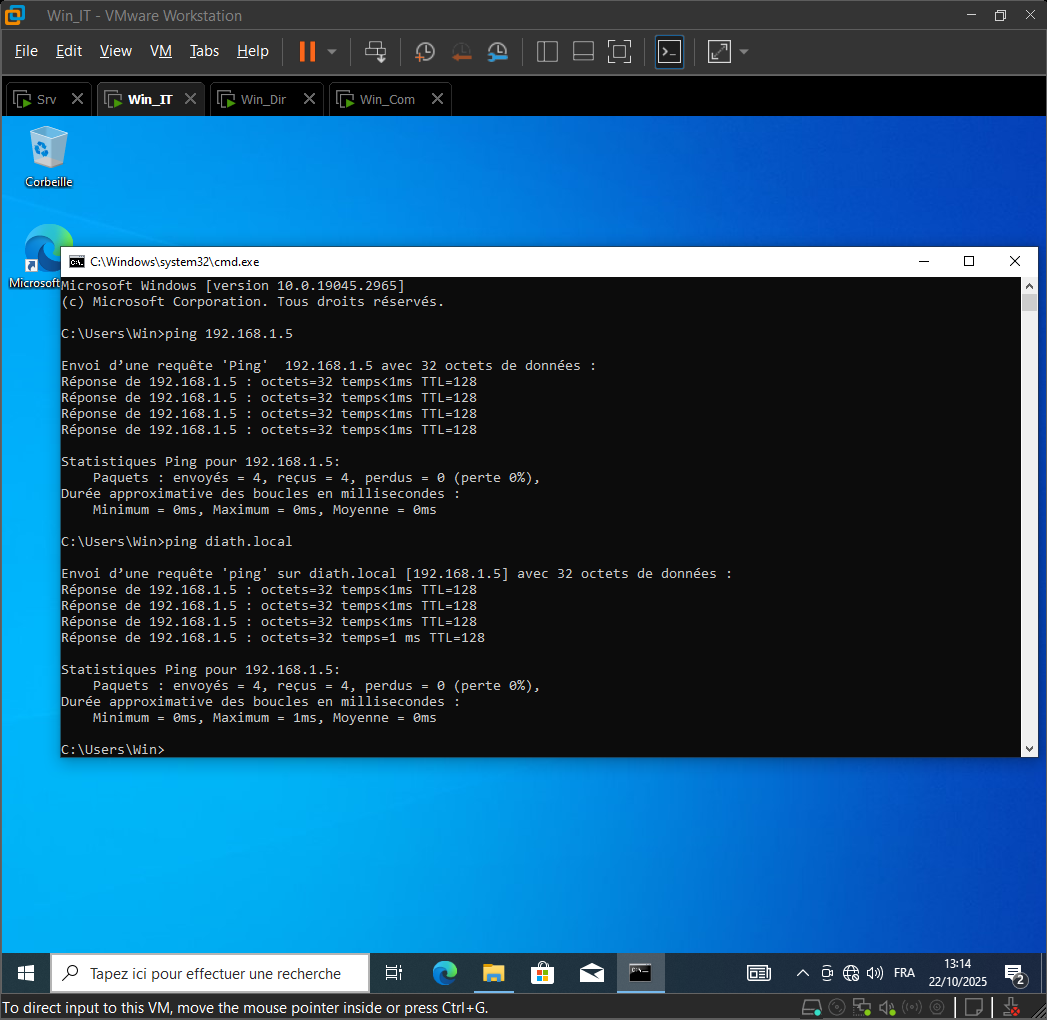 Win_IT - VMware Workstation
File Edit View VM Tabs Help
Srv Win_IT Win_Dir Win_Com
Corbeille
C:\Windows\system32\cmd.exe
Microsoft
Microsoft Windows [version 10.0.19045.2965]
(c) Microsoft Corporation. Tous droits réservés.
C:\Users\Win>ping 192.168.1.5
Envoi d’une requête 'Ping'  192.168.1.5 avec 32 octets de données :
Réponse de 192.168.1.5 : octets=32 temps<1ms TTL=128
Réponse de 192.168.1.5 : octets=32 temps<1ms TTL=128
Réponse de 192.168.1.5 : octets=32 temps<1ms TTL=128
Réponse de 192.168.1.5 : octets=32 temps<1ms TTL=128
Statistiques Ping pour 192.168.1.5:
    Paquets : envoyés = 4, reçus = 4, perdus = 0 (perte 0%),
Durée approximative des boucles en millisecondes :
    Minimum = 0ms, Maximum = 0ms, Moyenne = 0ms
C:\Users\Win>ping diath.local
Envoi d’une requête 'ping' sur diath.local [192.168.1.5] avec 32 octets de données :
Réponse de 192.168.1.5 : octets=32 temps<1ms TTL=128
Réponse de 192.168.1.5 : octets=32 temps<1ms TTL=128
Réponse de 192.168.1.5 : octets=32 temps<1ms TTL=128
Réponse de 192.168.1.5 : octets=32 temps=1 ms TTL=128
Statistiques Ping pour 192.168.1.5:
    Paquets : envoyés = 4, reçus = 4, perdus = 0 (perte 0%),
Durée approximative des boucles en millisecondes :
    Minimum = 0ms, Maximum = 1ms, Moyenne = 0ms
C:\Users\Win>
Tapez ici pour effectuer une recherche
FRA
13:14
22/10/2025
2
To direct input to this VM, move the mouse pointer inside or press Ctrl+G.